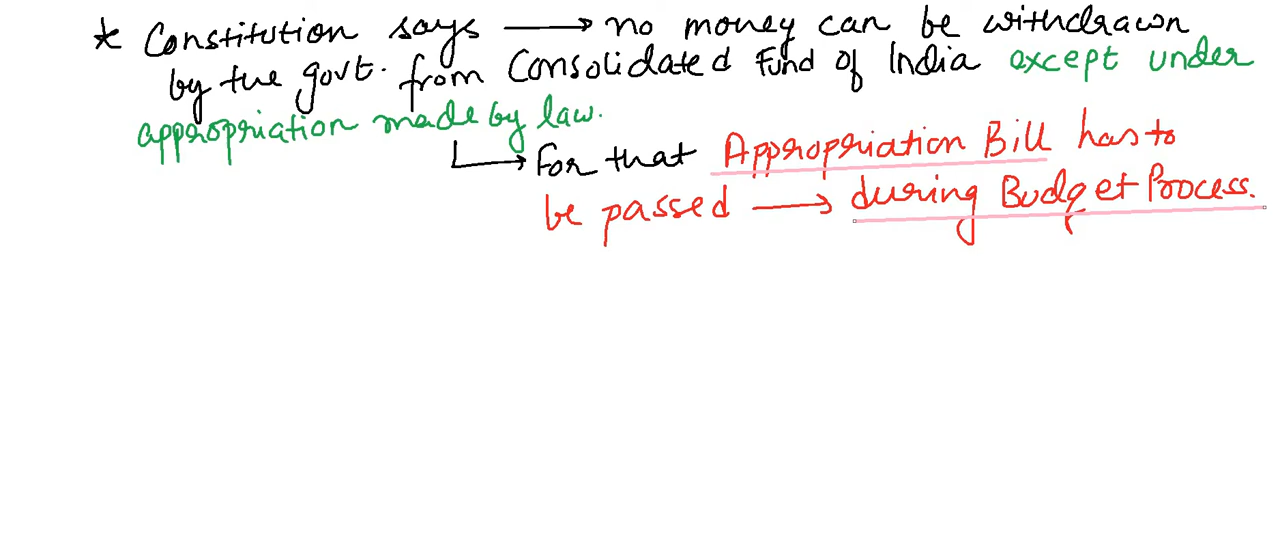 * Constitution says → no money can be withdrawn
by the govt. from Consolidated Fund of India except under
appropriation made by law.
↳ For that Appropriation Bill has to
be passed → during Budget Process.